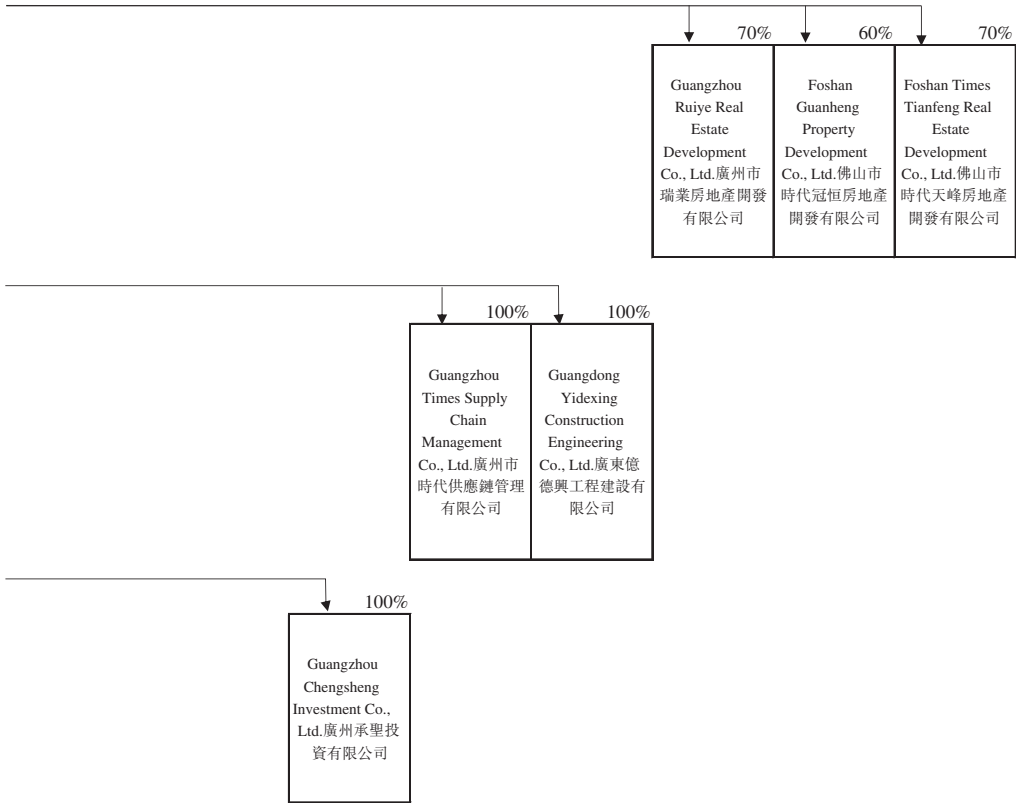 70%
60%
70%
Guangzhou
Ruiye Real
Estate
Development
Co., Ltd.廣州市
瑞業房地產開發
有限公司
Foshan
Guanheng
Property
Development
Co., Ltd.佛山市
時代冠恒房地產
開發有限公司
Foshan Times
Tianfeng Real
Estate
Development
Co., Ltd.佛山市
時代天峰房地產
開發有限公司
100%
100%
Guangzhou
Times Supply
Chain
Management
Co., Ltd.廣州市
時代供應鏈管理
有限公司
Guangdong
Yidexing
Construction
Engineering
Co., Ltd.廣東億
德興工程建設有
限公司
100%
Guangzhou
Chengsheng
Investment Co.,
Ltd.廣州承聖投
資有限公司